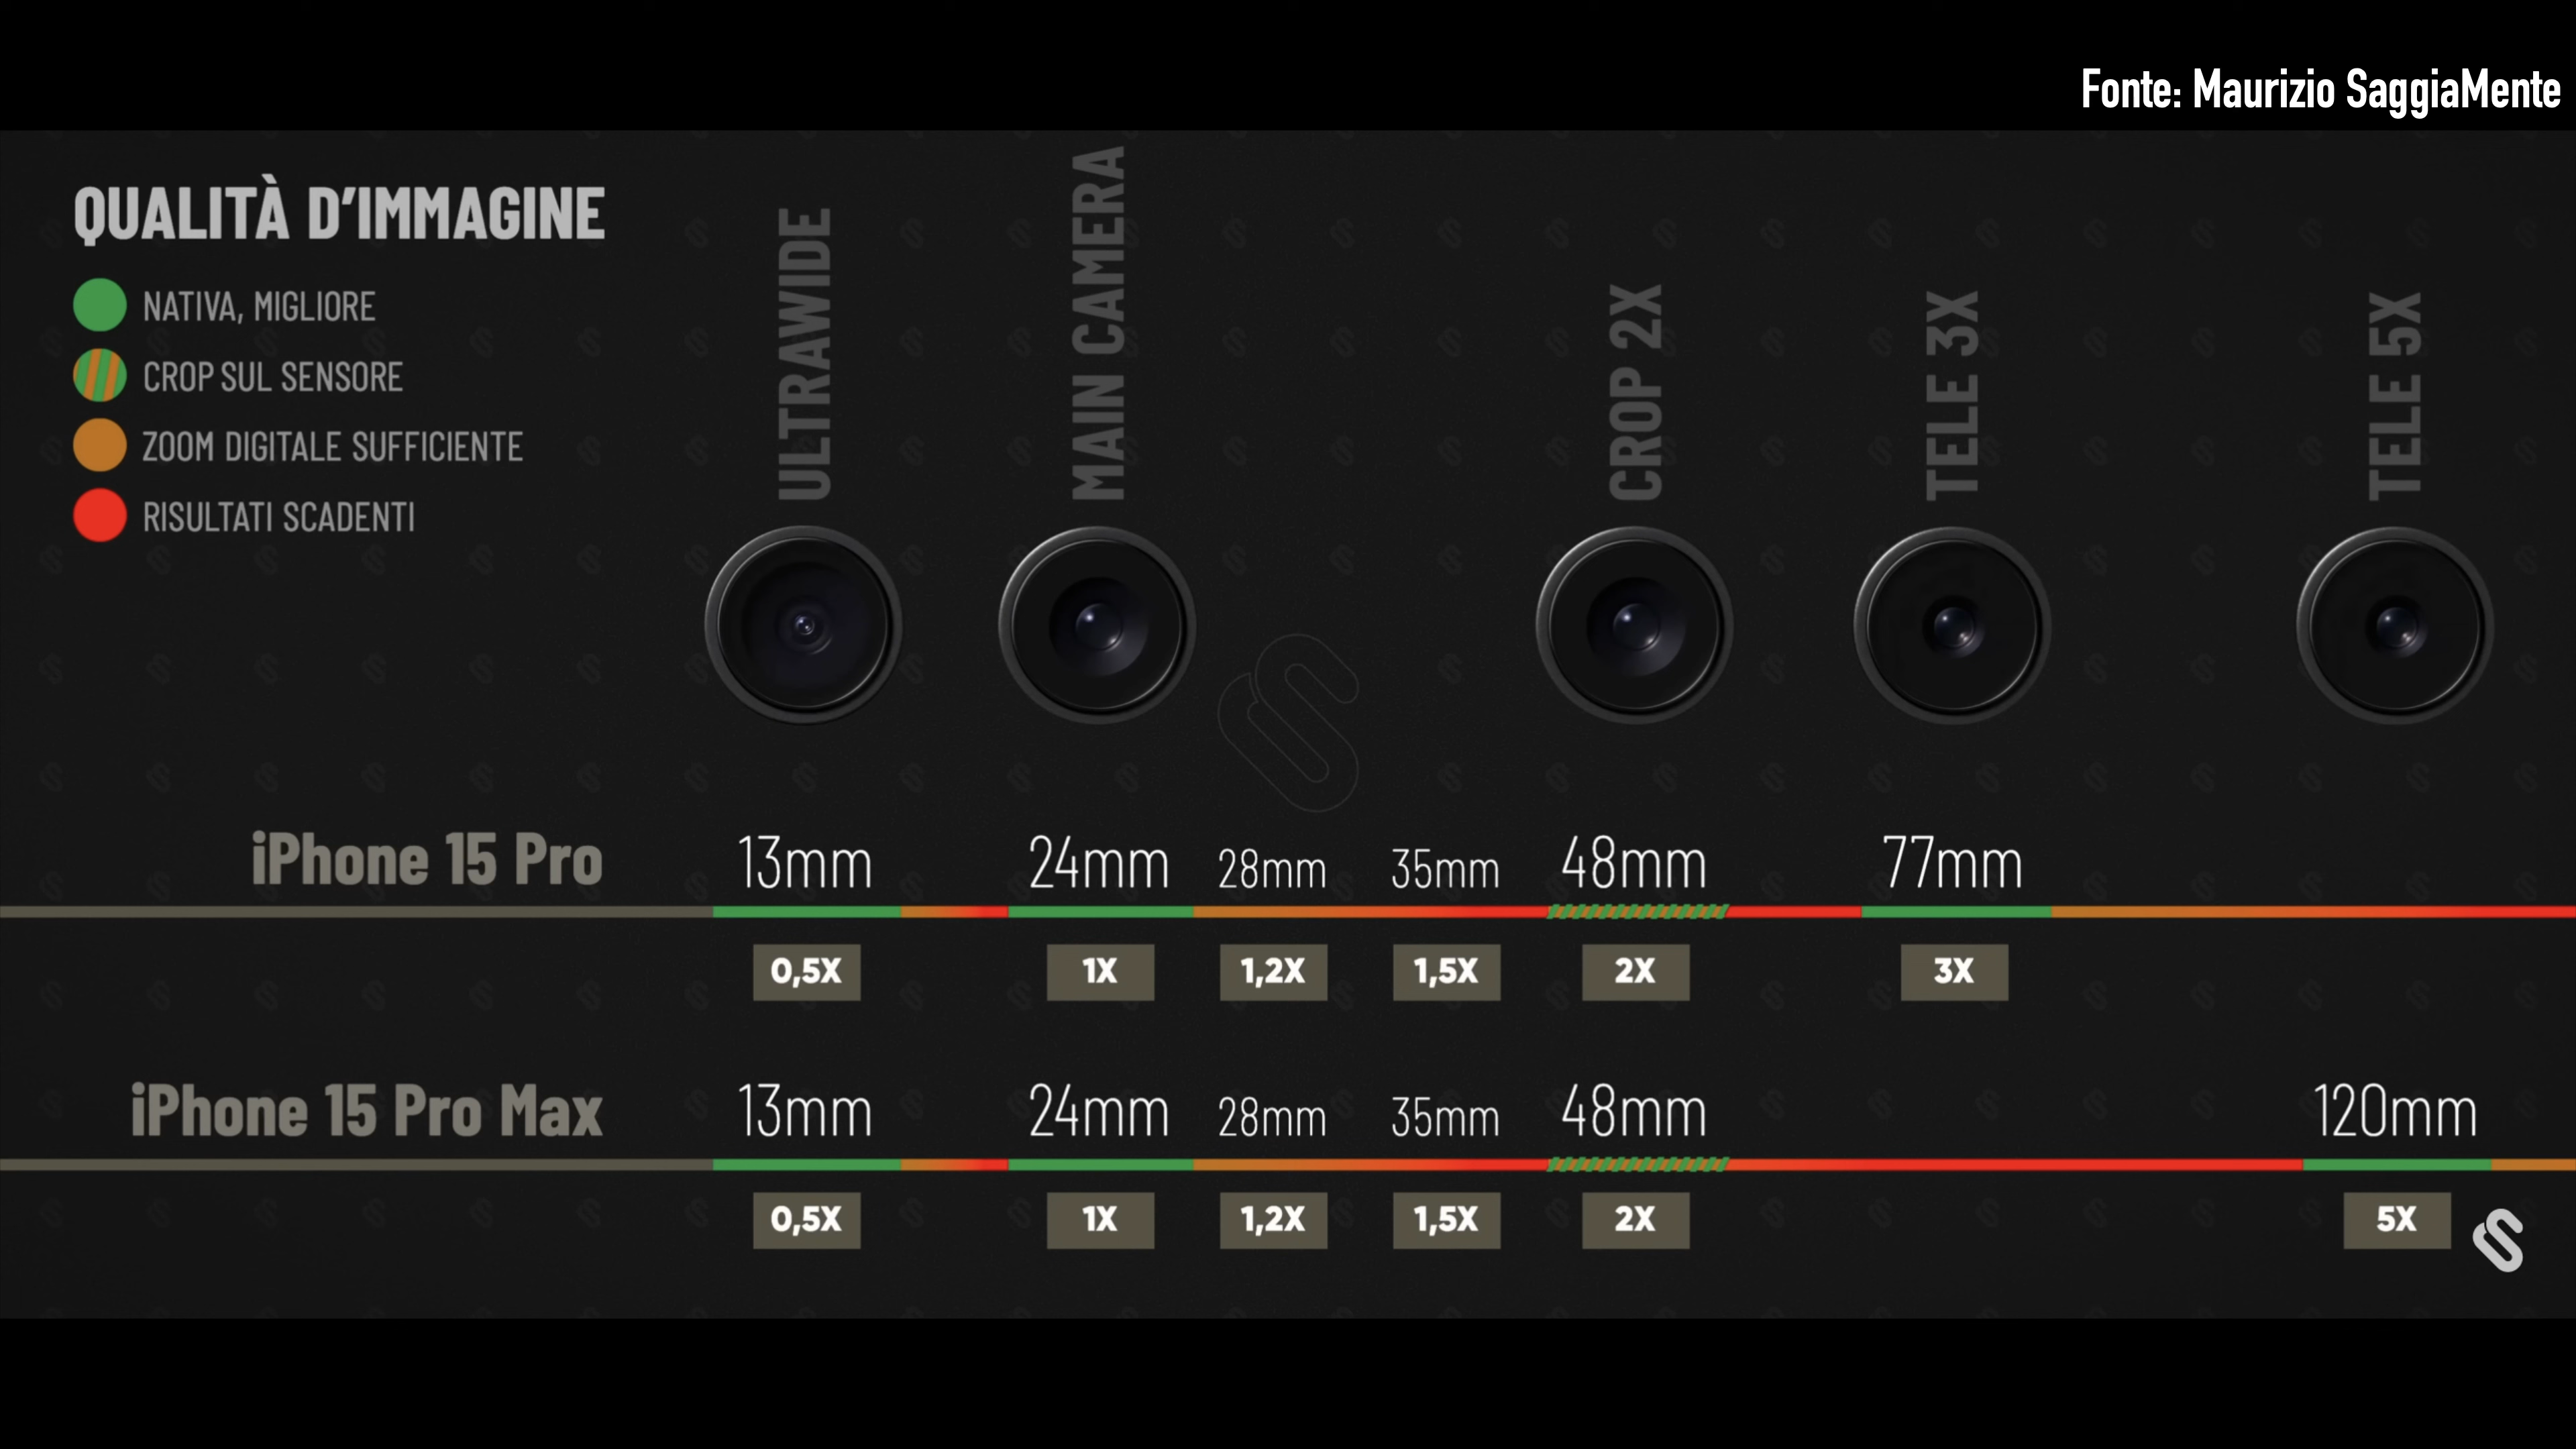 Fonte: Maurizio SaggiaMente
QUALITÀ D'IMMAGINE
NATIVA, MIGLIORE
CROP SUL SENSORE
ZOOM DIGITALE SUFFICIENTE
RISULTATI SCADENTI
ULTRAWIDE
MAIN CAMERA
CROP 2X
TELE 3X
TELE 5X
iPhone 15 Pro 13mm 24mm 28mm 35mm 48mm 77mm
0,5X 1X 1,2X 1,5X 2X 3X
iPhone 15 Pro Max 13mm 24mm 28mm 35mm 48mm 120mm
0,5X 1X 1,2X 1,5X 2X 5X